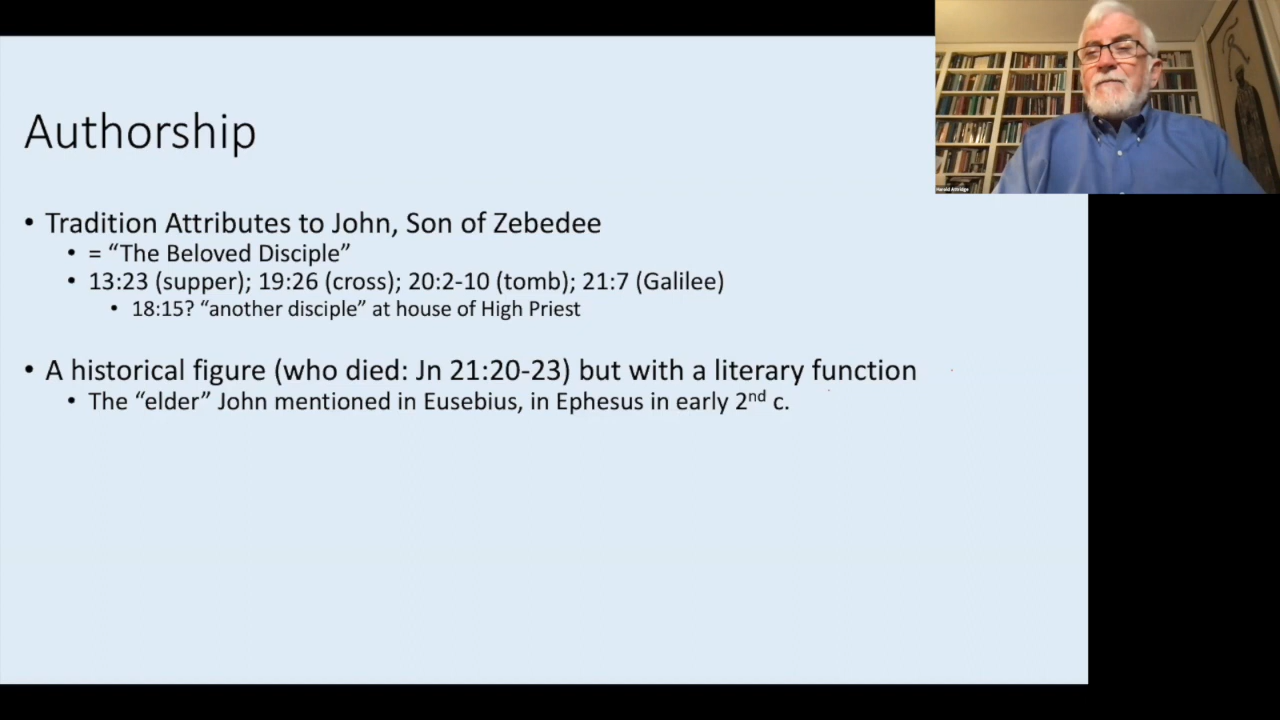 Authorship
• Tradition Attributes to John, Son of Zebedee
• = “The Beloved Disciple”
• 13:23 (supper); 19:26 (cross); 20:2-10 (tomb); 21:7 (Galilee)
• 18:15? “another disciple” at house of High Priest
• A historical figure (who died: Jn 21:20-23) but with a literary function
• The “elder” John mentioned in Eusebius, in Ephesus in early 2nd c.
Harold Attridge